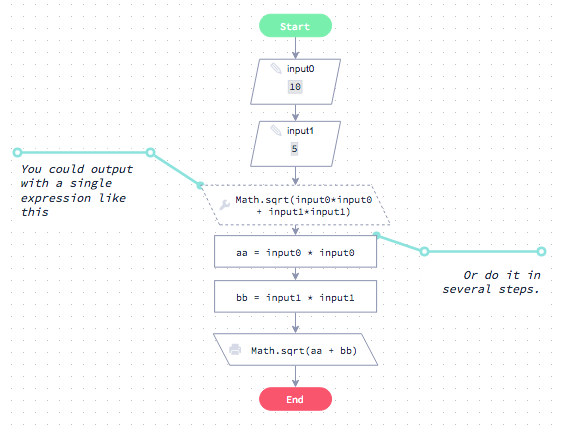 Start
input0
10
input1
5
You could output
with a single
expression like
this
Math.sqrt(input0*input0
+ input1*input1)
aa = input0 * input0
Or do it in
several steps.
bb = input1 * input1
Math.sqrt(aa + bb)
End